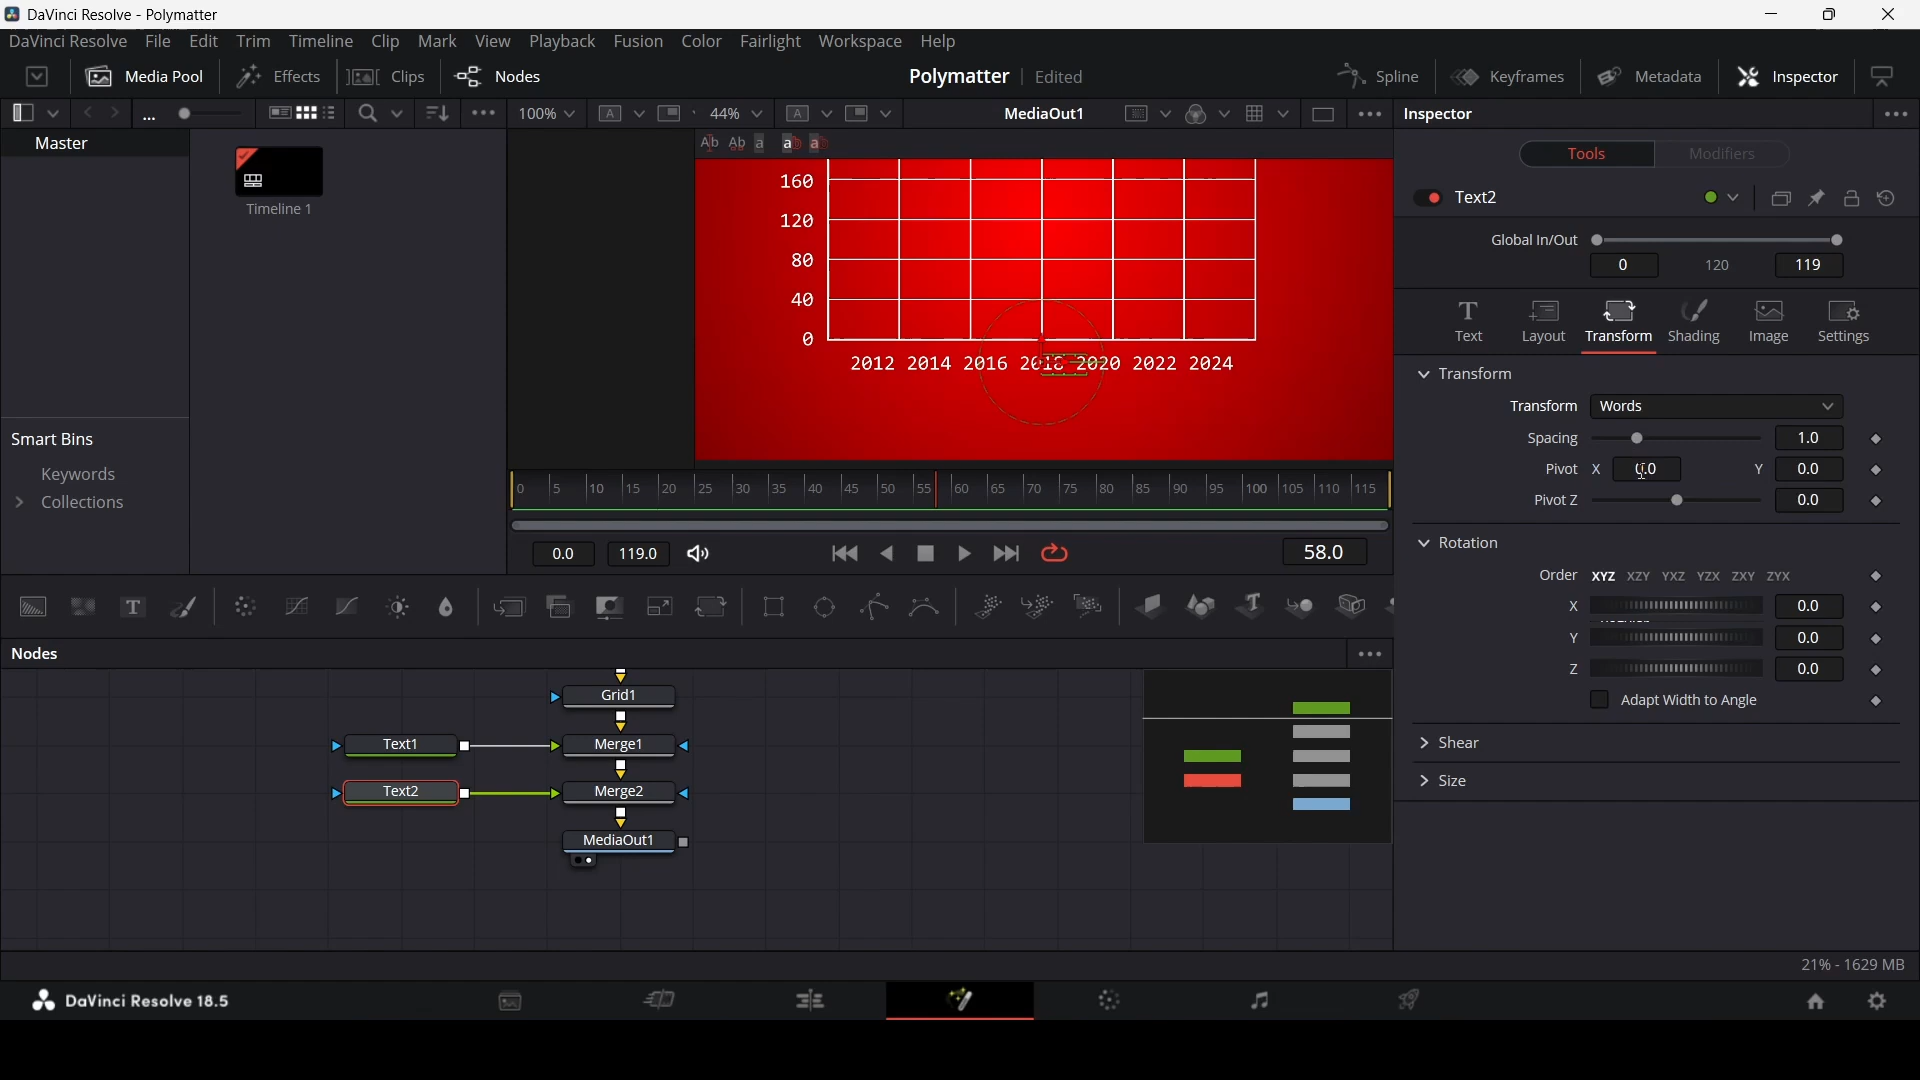 DaVinci Resolve - Polymatter
DaVinci Resolve File Edit Trim Timeline Clip Mark View Playback Fusion Color Fairlight Workspace Help
Media Pool Effects Clips Nodes Polymatter Edited Spline Keyframes Metadata Inspector
... 100% A 44% A MediaOut1 Inspector
Master
Timeline 1
Smart Bins
Keywords
Collections
160
120
80
40
0
2012 2014 2016 2018 2020 2022 2024
0 5 10 15 20 25 30 35 40 45 50 55 60 65 70 75 80 85 90 95 100 105 110 115
0.0 119.0 58.0
Tools Modifiers
Text2
Global In/Out
0 120 119
Text Layout Transform Shading Image Settings
Transform
Transform Words
Spacing 1.0
Pivot X 0.0 Y 0.0
Pivot Z 0.0
Rotation
Order XYZ XZY YXZ YZX ZXY ZYX
X 0.0
Y 0.0
Z 0.0
Adapt Width to Angle
Shear
Size
Nodes
Grid1
Text1 Merge1
Text2 Merge2
MediaOut1
21% - 1629 MB
DaVinci Resolve 18.5